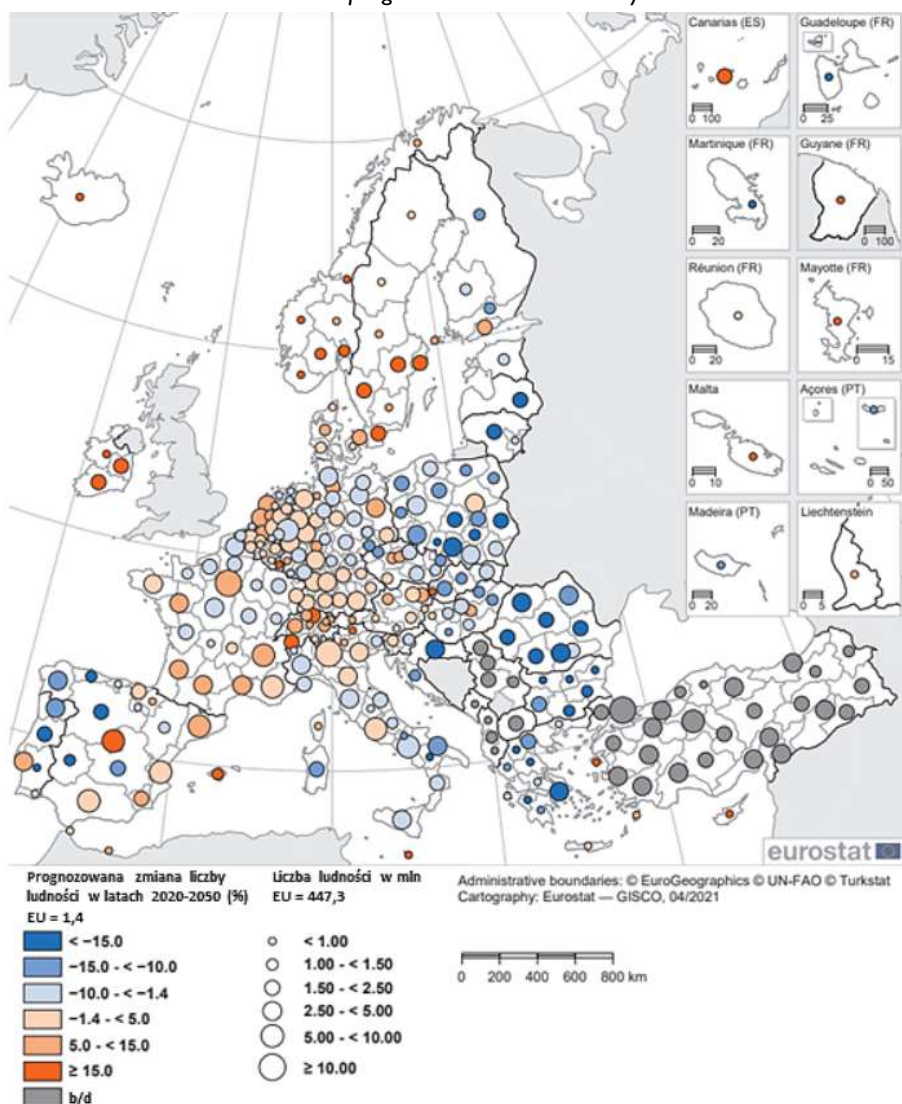 Canarias (ES)
0 100
Guadeloupe (FR)
0 25
Martinique (FR)
0 20
Guyane (FR)
0 100
Réunion (FR)
0 20
Mayotte (FR)
0 15
Malta
0 10
Açores (PT)
0 50
Madeira (PT)
0 20
Liechtenstein
0 5
eurostat
Prognozowana zmiana liczby
ludności w latach 2020-2050 (%)
EU = 1,4
< −15.0
−15.0 - < −10.0
−10.0 - < −1.4
−1.4 - < 5.0
5.0 - < 15.0
≥ 15.0
b/d
Liczba ludności w mln
EU = 447,3
< 1.00
1.00 - < 1.50
1.50 - < 2.50
2.50 - < 5.00
5.00 - < 10.00
≥ 10.00
Administrative boundaries: © EuroGeographics © UN-FAO © Turkstat
Cartography: Eurostat — GISCO, 04/2021
0 200 400 600 800 km